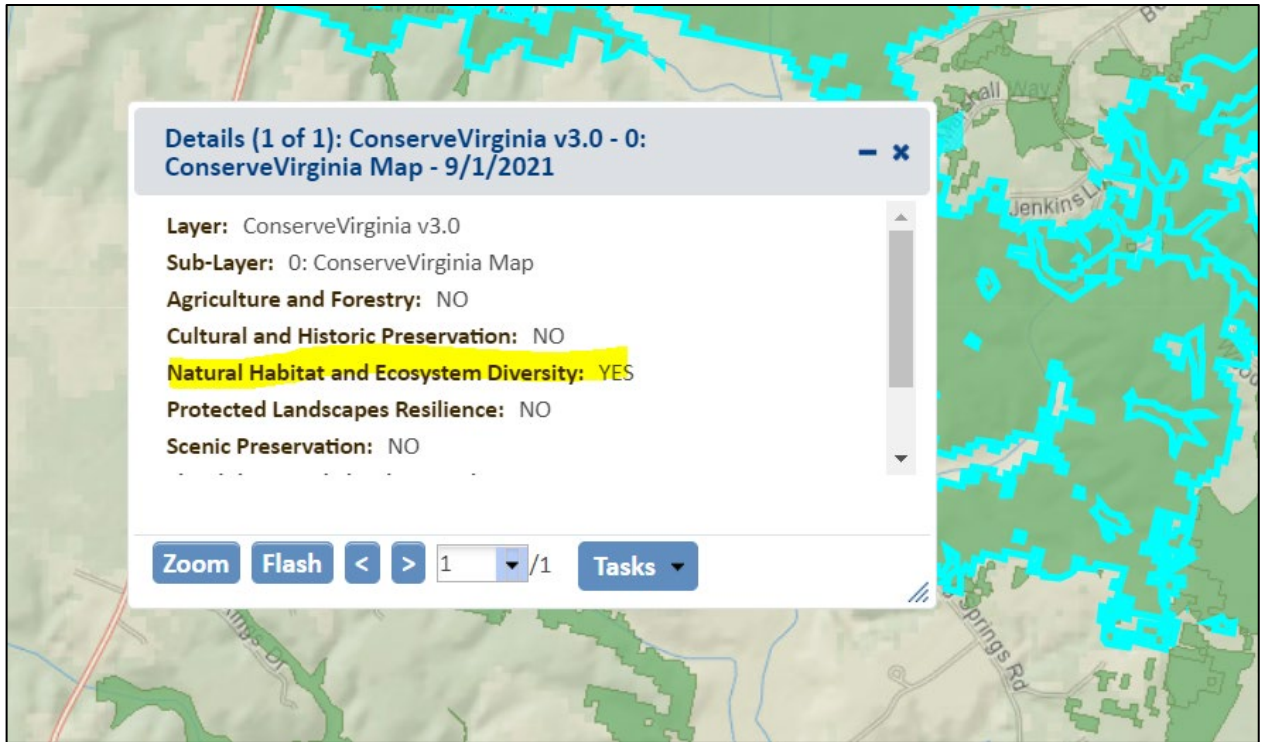 Details (1 of 1): ConserveVirginia v3.0 - 0:
ConserveVirginia Map - 9/1/2021
Layer: ConserveVirginia v3.0
Sub-Layer: 0: ConserveVirginia Map
Agriculture and Forestry: NO
Cultural and Historic Preservation: NO
Natural Habitat and Ecosystem Diversity: YES
Protected Landscapes Resilience: NO
Scenic Preservation: NO
Zoom Flash < > 1 /1 Tasks
Way
Jenkins
Springs Rd